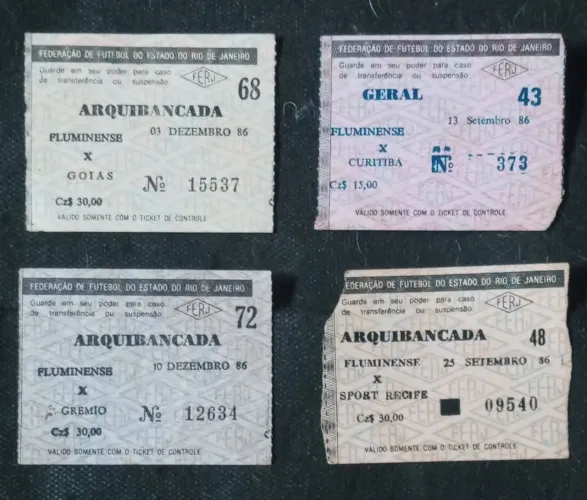 FEDERAÇÃO DE FUTEBOL DO ESTADO DO RIO DE JANEIRO
Guarde em seu poder para caso
de transferência ou suspensão
FERJ
68
ARQUIBANCADA
03 DEZEMBRO 86
FLUMINENSE
X
GOIAS
Nº 15537
Cz$ 30,00
VÁLIDO SOMENTE COM O TICKET DE CONTROLE
FEDERAÇÃO DE FUTEBOL DO ESTADO DO RIO DE JANEIRO
Guarde em seu poder para caso
de transferência ou suspensão
FERJ
GERAL
43
13 Setembro 86
FLUMINENSE
X
CURITIBA
Nº 373
Cz$ 15,00
VÁLIDO SOMENTE COM O TICKET DE CONTROLE
FEDERAÇÃO DE FUTEBOL DO ESTADO DO RIO DE JANEIRO
Guarde em seu poder para caso
de transferência ou suspensão
FERJ
72
ARQUIBANCADA
10 DEZEMBRO 86
FLUMINENSE
X
GREMIO
Nº 12634
Cz$ 30,00
VALIDO SOMENTE COM O TICKET DE CONTROLE
FEDERAÇÃO DE FUTEBOL DO ESTADO DO RIO DE JANEIRO
Guarde em seu poder para caso
de transferência ou suspensão
FERJ
ARQUIBANCADA
48
FLUMINENSE 25 SETEMBRO 86
X
SPORT RECIFE
09540
Cz$ 30,00
VALIDO SOMENTE COM O TICKET DE CONTROLE